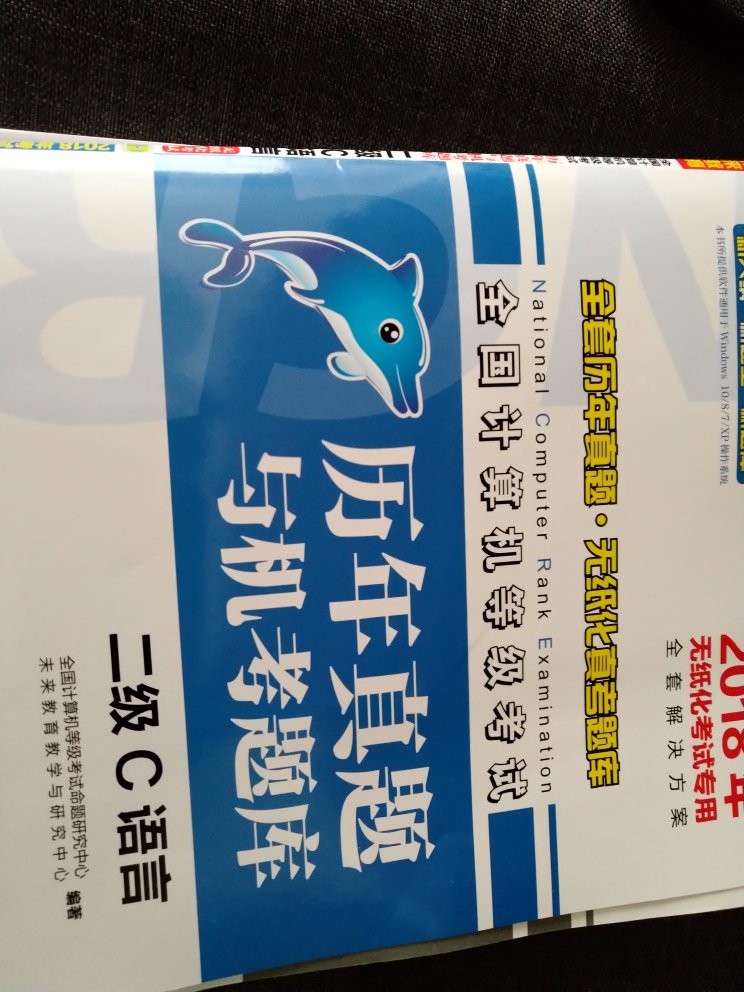 2018年
无纸化考试专用
全套解决方案
本书所提供软件通用于Windows 10/8/7/XP操作系统
全套历年真题·无纸化真考题库
National Computer Rank Examination
全国计算机等级考试
历年真题
与机考题库
二级C语言
全国计算机等级考试命题研究中心
未来教育教学与研究中心 编著